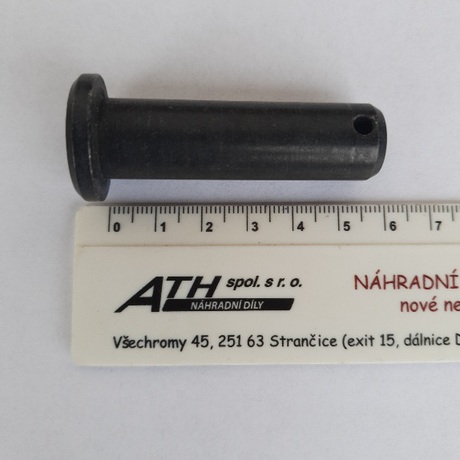 0 1 2 3 4 5 6 7
ATH spol. s r. o.
NÁHRADNÍ DÍLY
NÁHRADNÍ
nové ne
Všechromy 45, 251 63 Strančice (exit 15, dálnice D